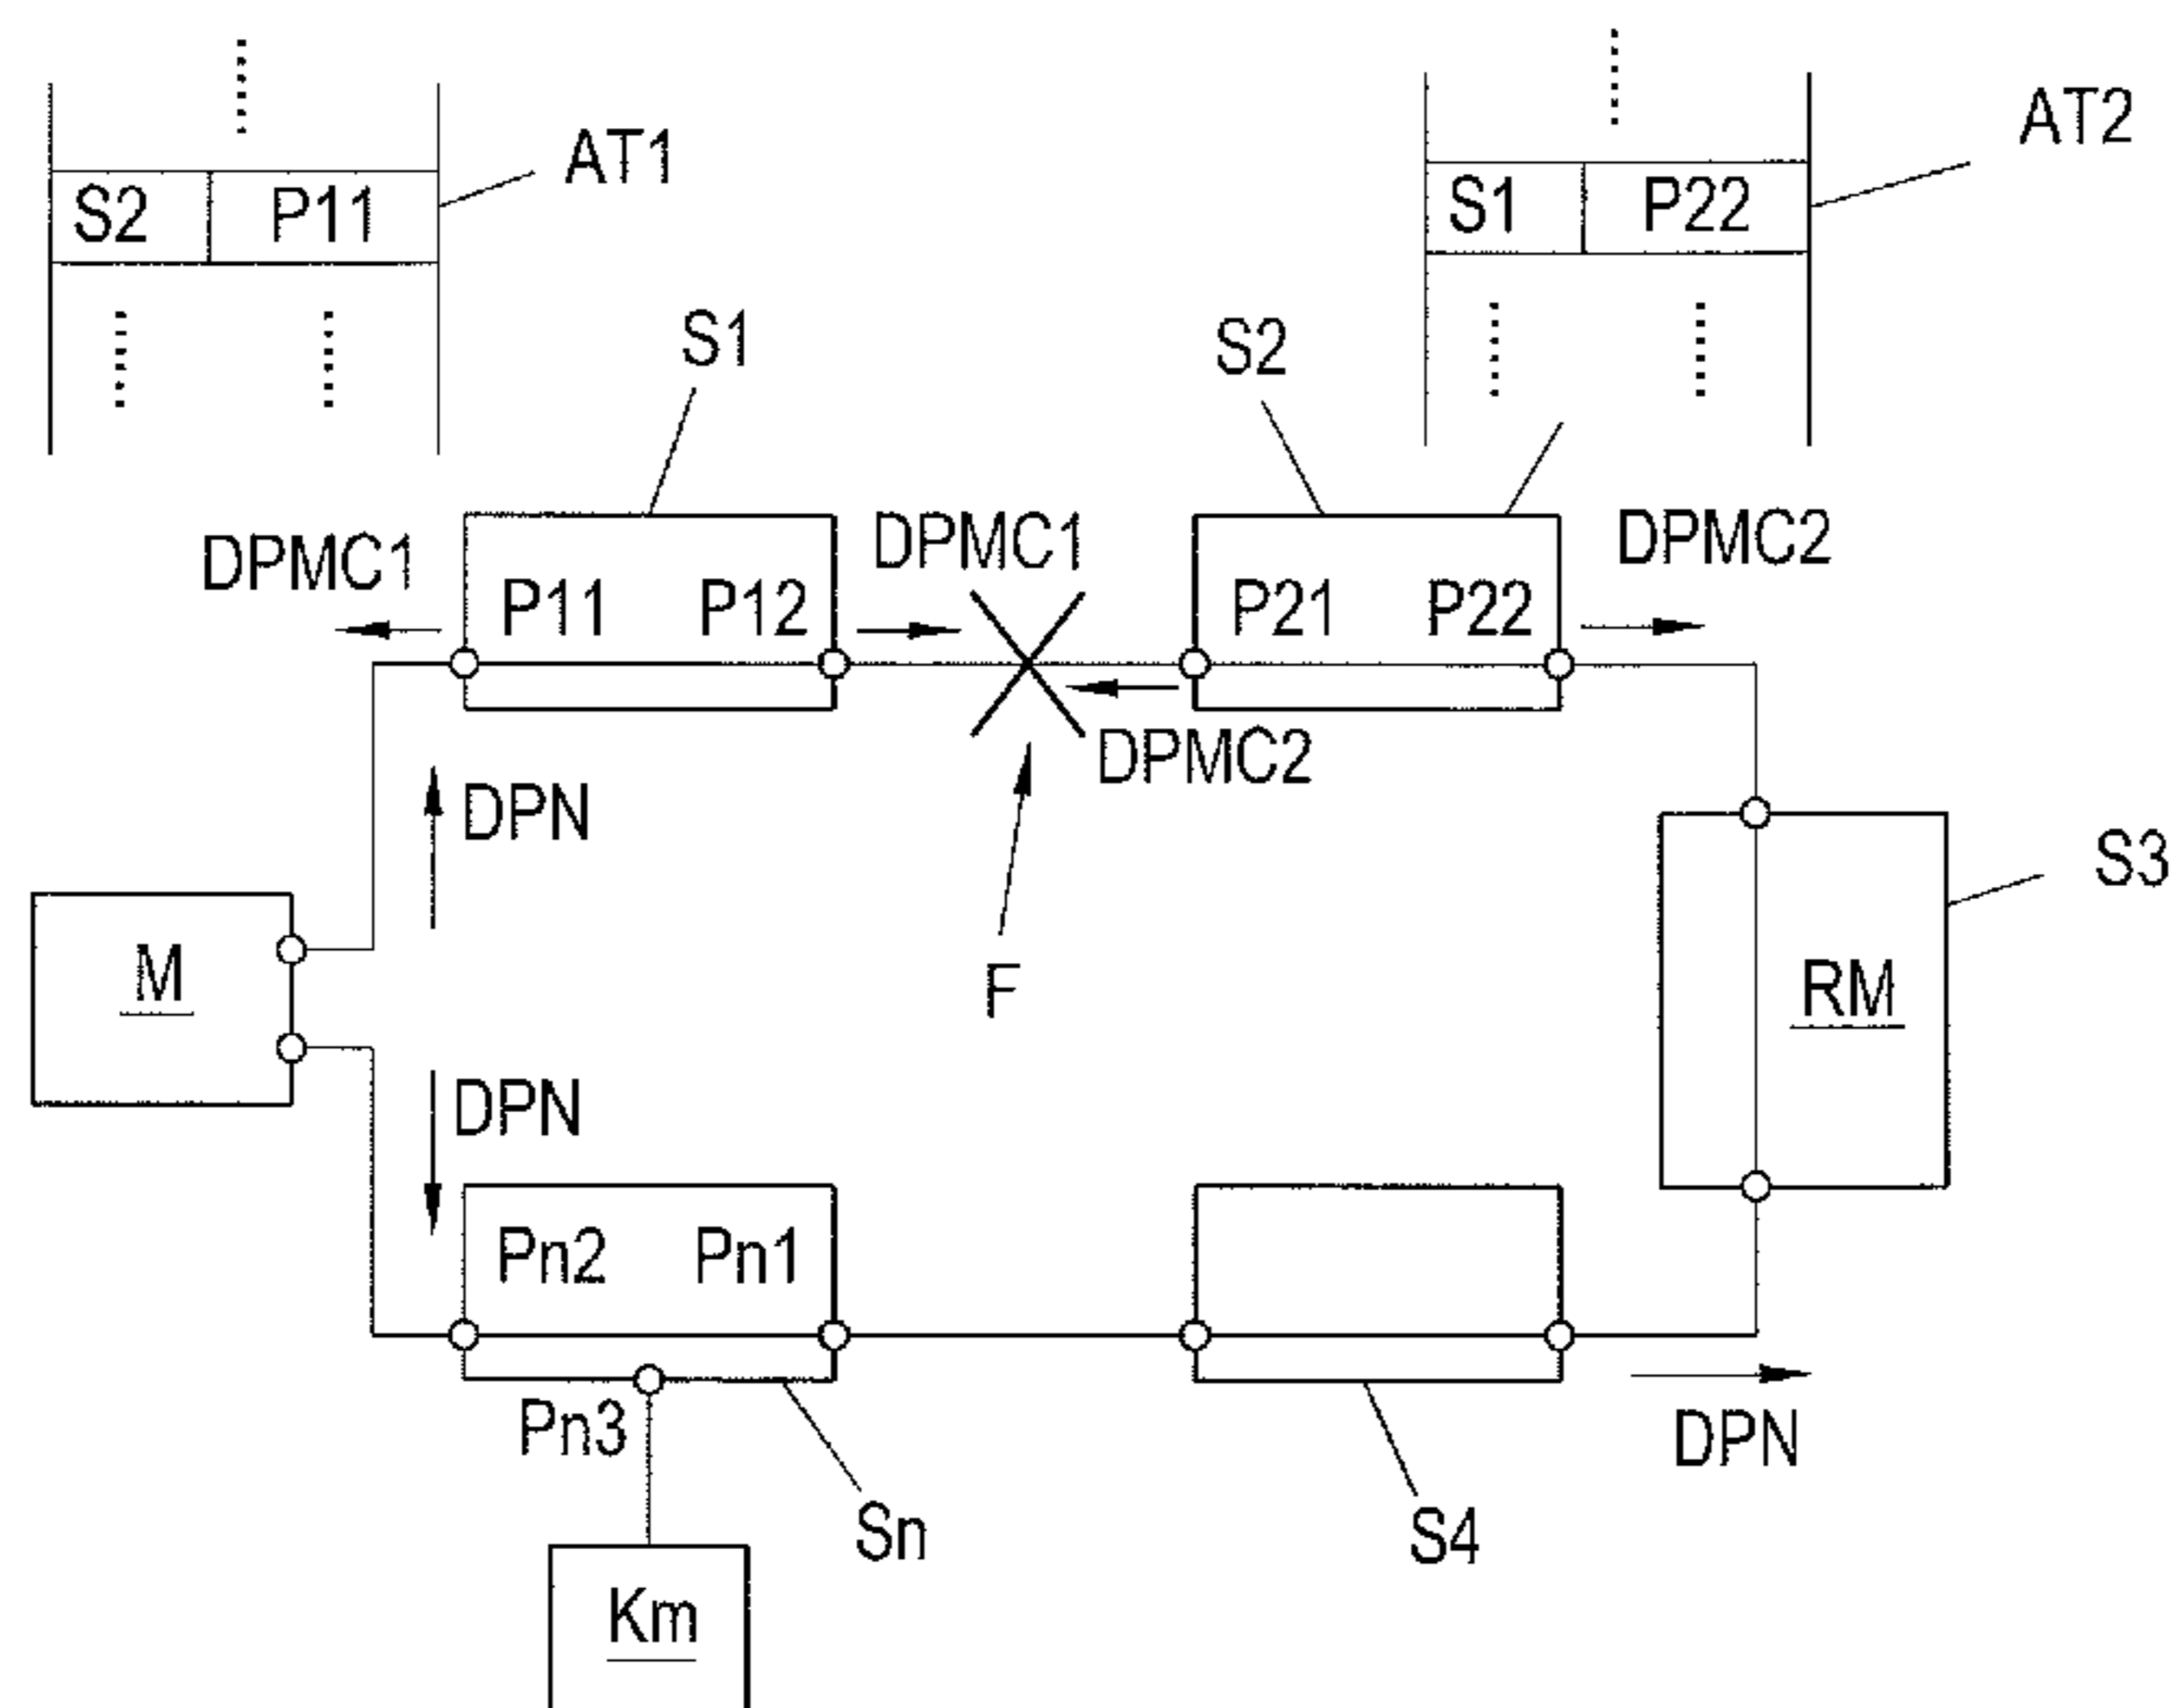 AT1
AT2
S2 P11
S1 P22
S1
S2
DPMC1
DPMC1
DPMC2
P11 P12
P21 P22
DPMC2
DPN
S3
M
F
RM
DPN
Pn2 Pn1
Pn3
DPN
Sn
S4
Km